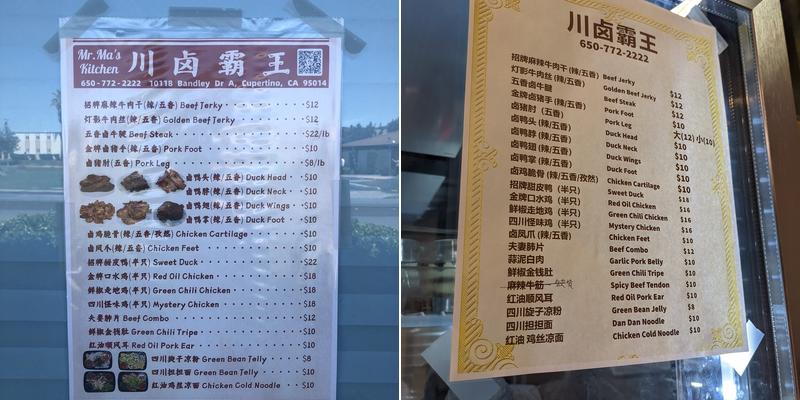 Mr.Ma's Kitchen 川卤霸王
650-772-2222 10118 Bandley Dr A, Cupertino, CA 95014
招牌麻辣牛肉干(辣/五香) Beef Jerky $12
灯影牛肉丝(辣/五香) Golden Beef Jerky $12
五香卤牛腱 Beef Steak $22/lb
金牌卤猪手(辣/五香) Pork Foot $10
卤猪肘(五香) Pork Leg $8/lb
卤鸭头(辣/五香) Duck Head $10
卤鸭脖(辣/五香) Duck Neck $10
卤鸭翅(辣/五香) Duck Wings $10
卤鸭掌(辣/五香) Duck Foot $10
卤鸡脆骨(辣/五香/孜然) Chicken Cartilage $10
卤凤爪(辣/五香) Chicken Feet $10
招牌甜皮鸭(半只) Sweet Duck $22
金牌口水鸡(半只) Red Oil Chicken $18
鲜椒走地鸡(半只) Green Chili Chicken $18
四川怪味鸡(半只) Mystery Chicken $18
夫妻肺片 Beef Combo $12
鲜椒金钱肚 Green Chili Tripe $10
红油顺风耳 Red Oil Pork Ear $10
四川旋子凉粉 Green Bean Jelly $8
四川担担面 Green Bean Jelly $10
红油鸡丝凉面 Chicken Cold Noodle $10
川卤霸王
650-772-2222
招牌麻辣牛肉干(辣/五香) Beef Jerky $12
灯影牛肉丝(辣/五香) Golden Beef Jerky $12
五香卤牛腱 Beef Steak
金牌卤猪手(辣/五香) Pork Foot $10
卤猪肘(五香) Pork Leg 大(12)小(10)
卤鸭头(辣/五香) Duck Head $10
卤鸭脖(辣/五香) Duck Neck $10
卤鸭翅(辣/五香) Duck Wings $10
卤鸭掌(辣/五香) Duck Foot $10
卤鸡脆骨(辣/五香/孜然) Chicken Cartilage $10
招牌甜皮鸭(半只) Sweet Duck
金牌口水鸡(半只) Red Oil Chicken $18
鲜椒走地鸡(半只) Green Chili Chicken $18
四川怪味鸡(半只) Mystery Chicken $18
卤凤爪(辣/五香) Chicken Feet $10
夫妻肺片 Beef Combo $12
蒜泥白肉 Garlic Pork Belly $10
鲜椒金钱肚 Green Chili Tripe $10
麻辣牛筋 Spicy Beef Tendon $10
红油顺风耳 Red Oil Pork Ear $10
四川旋子凉粉 Green Bean Jelly $8
四川担担面 Dan Dan Noodle $10
红油 鸡丝凉面 Chicken Cold Noodle $10